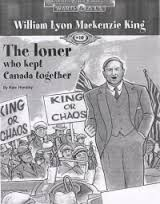 William Lyon Mackenzie King
The loner
who kept
Canada together
KING
OR
CHAOS
KING OR
CHAOS